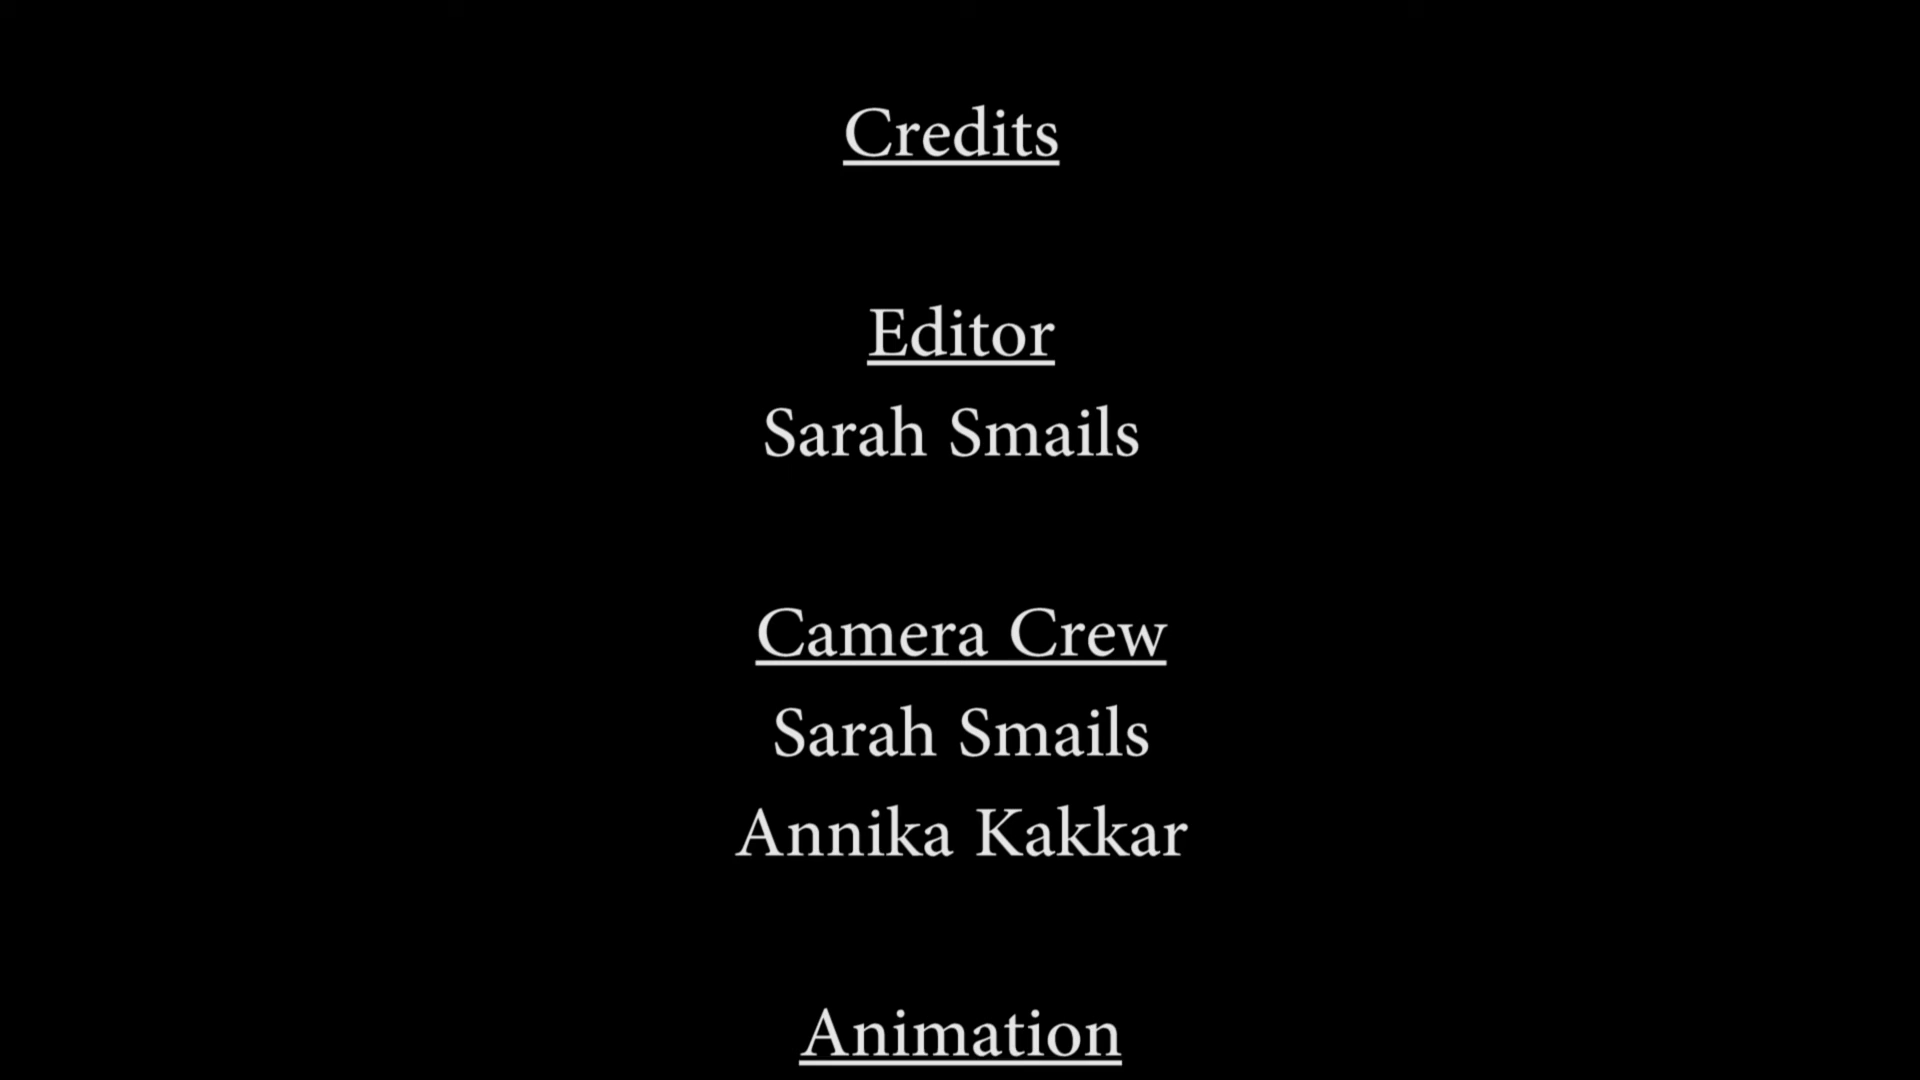 Credits
Editor
Sarah Smails
Camera Crew
Sarah Smails
Annika Kakkar
Animation